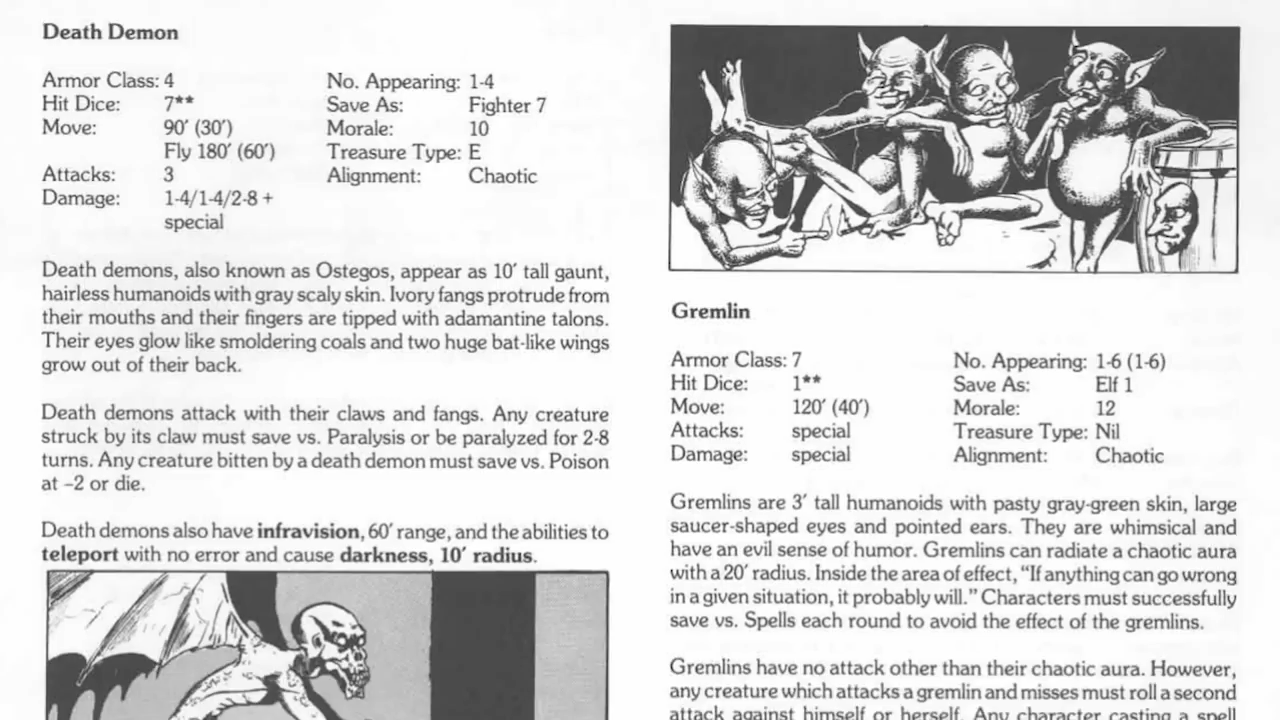 Death Demon
Armor Class: 4
Hit Dice: 7**
Move: 90′ (30′)
Fly 180′ (60′)
Attacks: 3
Damage: 1-4/1-4/2-8 +
special
No. Appearing: 1-4
Save As: Fighter 7
Morale: 10
Treasure Type: E
Alignment: Chaotic
Death demons, also known as Ostegos, appear as 10′ tall gaunt,
hairless humanoids with gray scaly skin. Ivory fangs protrude from
their mouths and their fingers are tipped with adamantine talons.
Their eyes glow like smoldering coals and two huge bat-like wings
grow out of their back.
Death demons attack with their claws and fangs. Any creature
struck by its claw must save vs. Paralysis or be paralyzed for 2-8
turns. Any creature bitten by a death demon must save vs. Poison
at –2 or die.
Death demons also have infravision, 60′ range, and the abilities to
teleport with no error and cause darkness, 10′ radius.
Gremlin
Armor Class: 7
Hit Dice: 1**
Move: 120′ (40′)
Attacks: special
Damage: special
No. Appearing: 1-6 (1-6)
Save As: Elf 1
Morale: 12
Treasure Type: Nil
Alignment: Chaotic
Gremlins are 3′ tall humanoids with pasty gray-green skin, large
saucer-shaped eyes and pointed ears. They are whimsical and
have an evil sense of humor. Gremlins can radiate a chaotic aura
with a 20′ radius. Inside the area of effect, “If anything can go wrong
in a given situation, it probably will.” Characters must successfully
save vs. Spells each round to avoid the effect of the gremlins.
Gremlins have no attack other than their chaotic aura. However,
any creature which attacks a gremlin and misses must roll a second
attack against himself or herself. Any character casting a spell